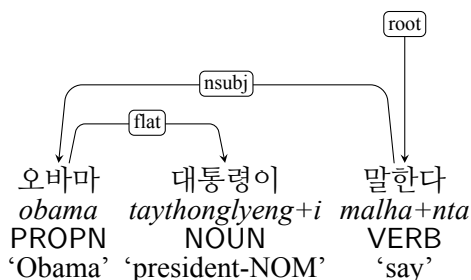 root
nsubj
flat
오바마 대통령이 말한다
obama taythonglyeng+i malha+nta
PROPN NOUN VERB
‘Obama’ ‘president-NOM’ ‘say’